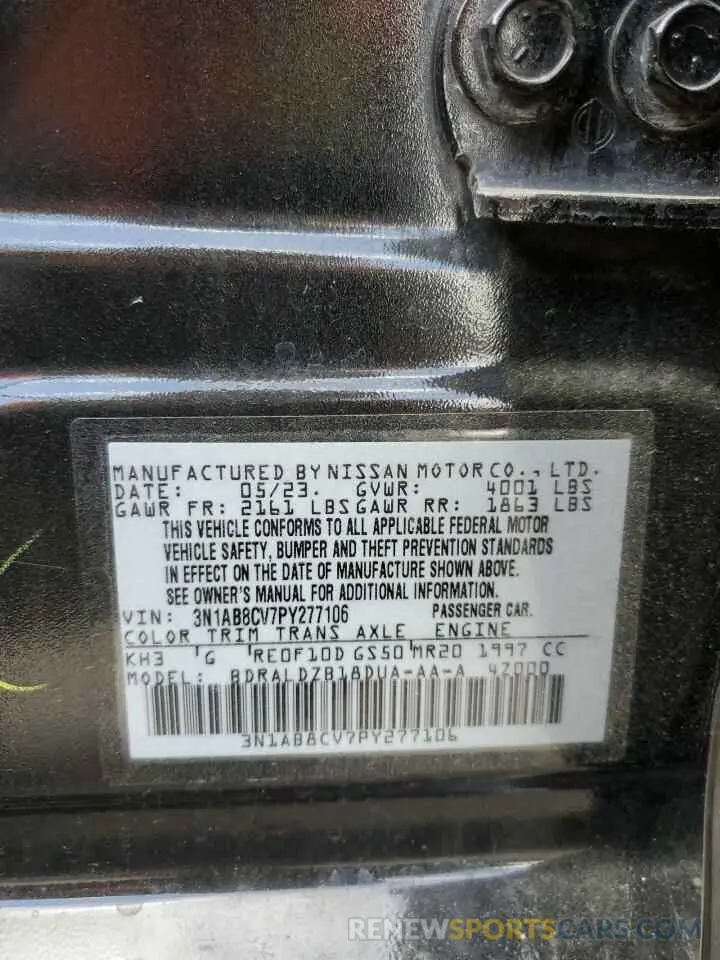 MANUFACTURED BY NISSAN MOTOR CO., LTD.
DATE: 05/23. GVWR: 4001 LBS
GAWR FR: 2161 LBS GAWR RR: 1863 LBS
THIS VEHICLE CONFORMS TO ALL APPLICABLE FEDERAL MOTOR
VEHICLE SAFETY, BUMPER AND THEFT PREVENTION STANDARDS
IN EFFECT ON THE DATE OF MANUFACTURE SHOWN ABOVE.
SEE OWNER'S MANUAL FOR ADDITIONAL INFORMATION.
VIN: 3N1AB8CV7PY277106 PASSENGER CAR.
COLOR TRIM TRANS AXLE ENGINE
KH3 G RE0F10D GS50 MR20 1997 CC
MODEL: BDRALDZB18DUA-AA-A 4Z000
3N1AB8CV7PY277106
RENEWSPORTSCARS.COM